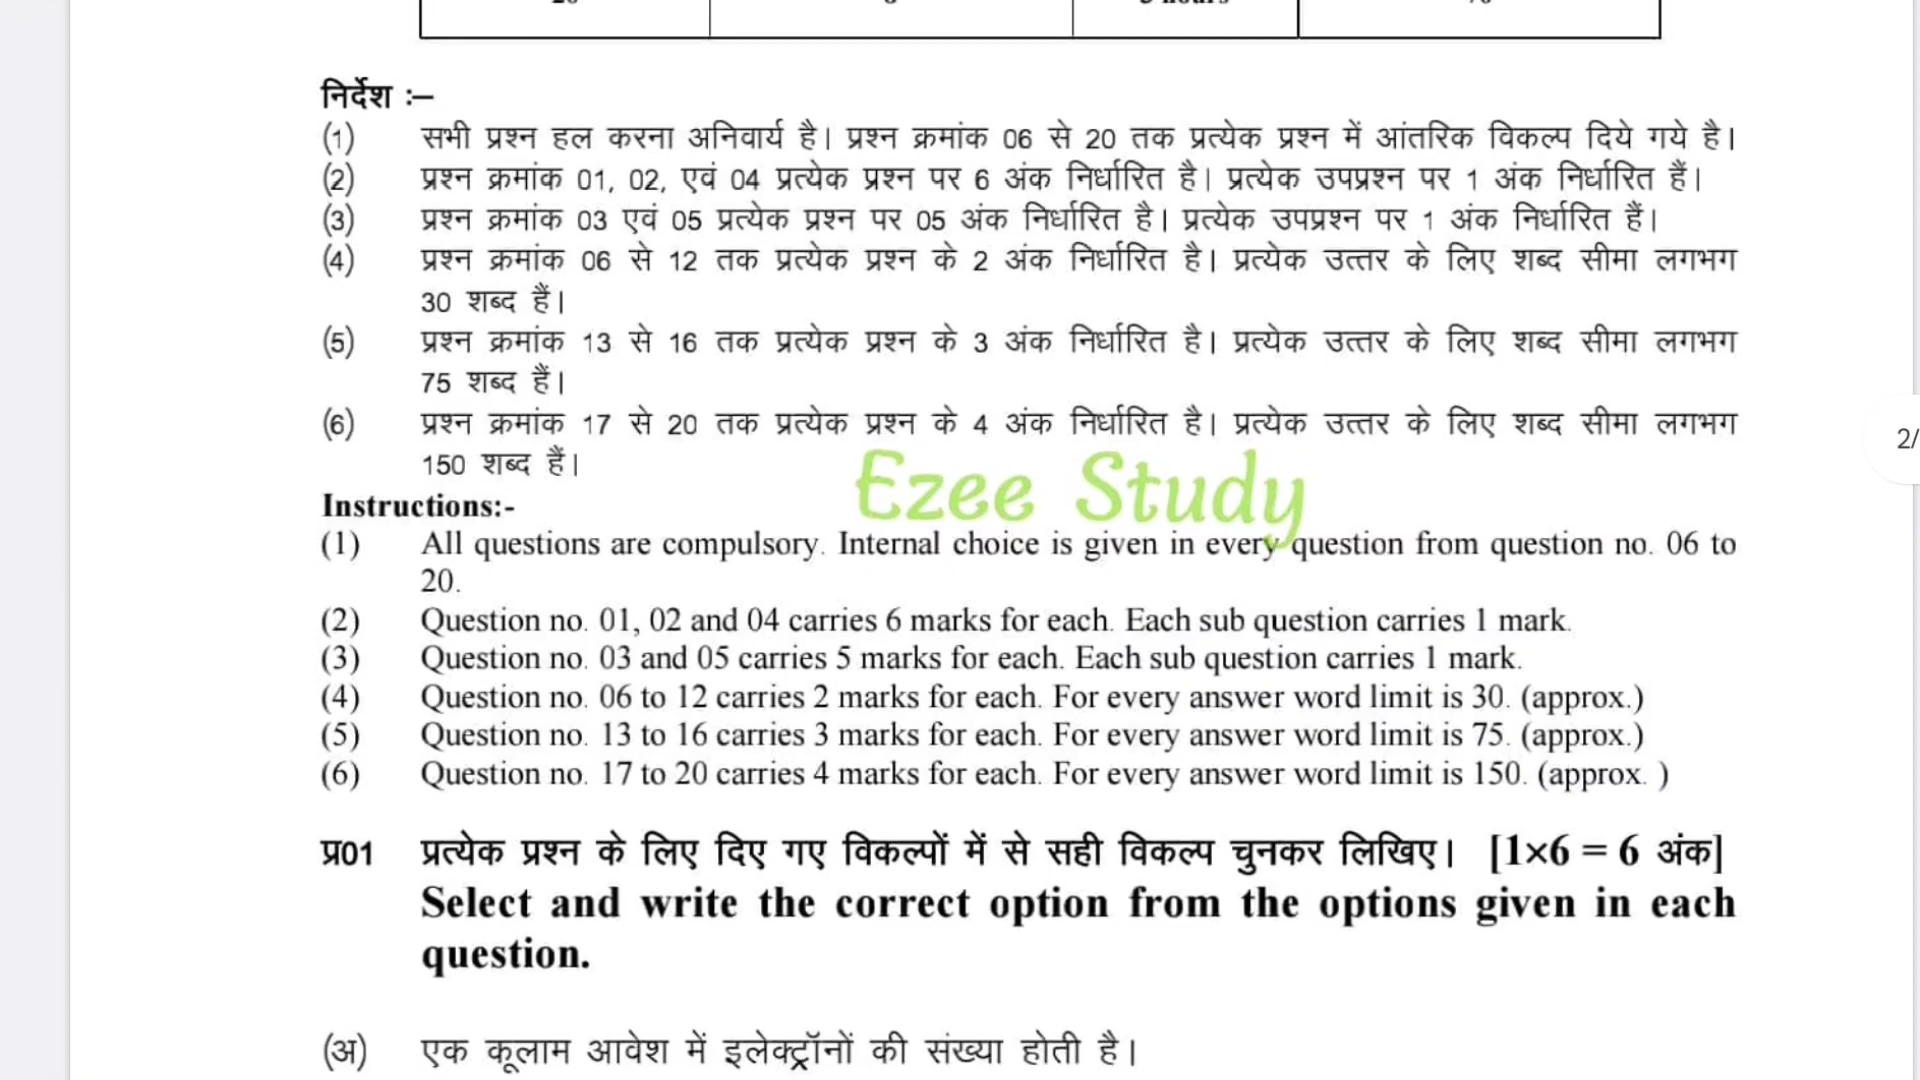 निर्देश :–
(1) सभी प्रश्न हल करना अनिवार्य है। प्रश्न क्रमांक 06 से 20 तक प्रत्येक प्रश्न में आंतरिक विकल्प दिये गये है।
(2) प्रश्न क्रमांक 01, 02, एवं 04 प्रत्येक प्रश्न पर 6 अंक निर्धारित है। प्रत्येक उपप्रश्न पर 1 अंक निर्धारित हैं।
(3) प्रश्न क्रमांक 03 एवं 05 प्रत्येक प्रश्न पर 05 अंक निर्धारित है। प्रत्येक उपप्रश्न पर 1 अंक निर्धारित हैं।
(4) प्रश्न क्रमांक 06 से 12 तक प्रत्येक प्रश्न के 2 अंक निर्धारित है। प्रत्येक उत्तर के लिए शब्द सीमा लगभग
30 शब्द हैं।
(5) प्रश्न क्रमांक 13 से 16 तक प्रत्येक प्रश्न के 3 अंक निर्धारित है। प्रत्येक उत्तर के लिए शब्द सीमा लगभग
75 शब्द हैं।
(6) प्रश्न क्रमांक 17 से 20 तक प्रत्येक प्रश्न के 4 अंक निर्धारित है। प्रत्येक उत्तर के लिए शब्द सीमा लगभग
2/
150 शब्द हैं।
Ezee Study
Instructions:-
(1) All questions are compulsory. Internal choice is given in every question from question no. 06 to
20.
(2) Question no. 01, 02 and 04 carries 6 marks for each. Each sub question carries 1 mark.
(3) Question no. 03 and 05 carries 5 marks for each. Each sub question carries 1 mark.
(4) Question no. 06 to 12 carries 2 marks for each. For every answer word limit is 30. (approx.)
(5) Question no. 13 to 16 carries 3 marks for each. For every answer word limit is 75. (approx.)
(6) Question no. 17 to 20 carries 4 marks for each. For every answer word limit is 150. (approx. )
प्र01 प्रत्येक प्रश्न के लिए दिए गए विकल्पों में से सही विकल्प चुनकर लिखिए। [1×6 = 6 अंक]
Select and write the correct option from the options given in each
question.
(अ) एक कूलाम आवेश में इलेक्ट्रॉनों की संख्या होती है।